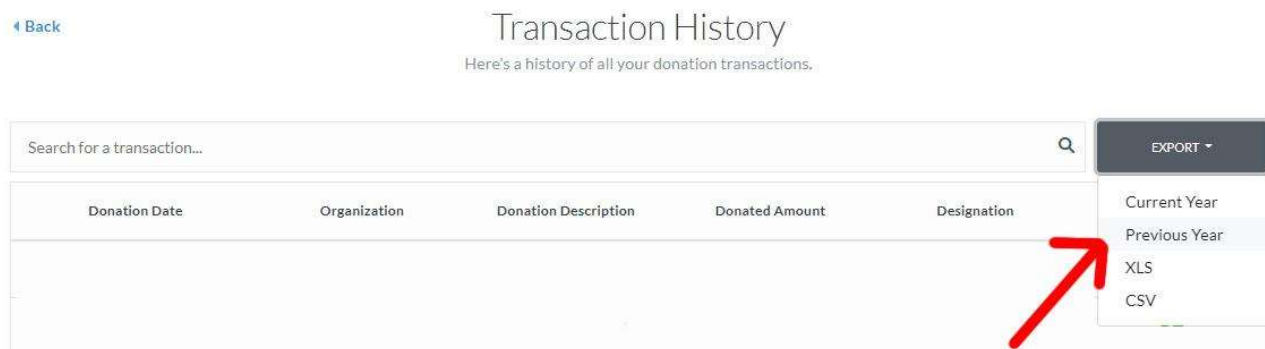 Back
Transaction History
Here's a history of all your donation transactions.
Search for a transaction...
EXPORT
Donation Date Organization Donation Description Donated Amount Designation
Current Year
Previous Year
XLS
CSV